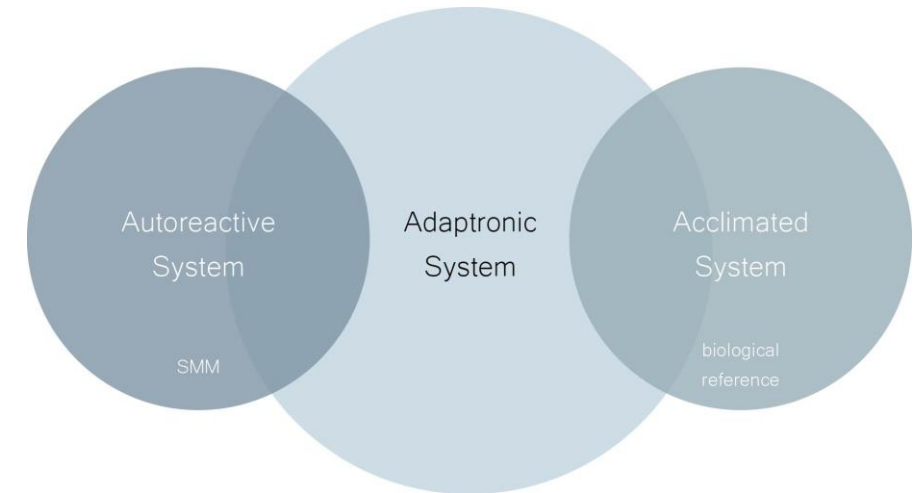 Autoreactive
System
SMM
Adaptronic
System
Acclimated
System
biological
reference